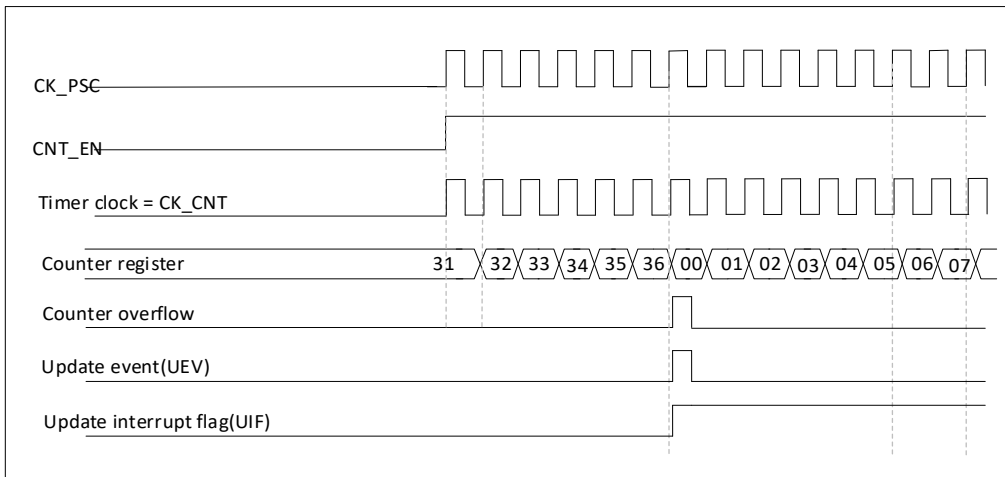 CK_PSC
CNT_EN
Timer clock = CK_CNT
Counter register 31 32 33 34 35 36 00 01 02 03 04 05 06 07
Counter overflow
Update event(UEV)
Update interrupt flag(UIF)